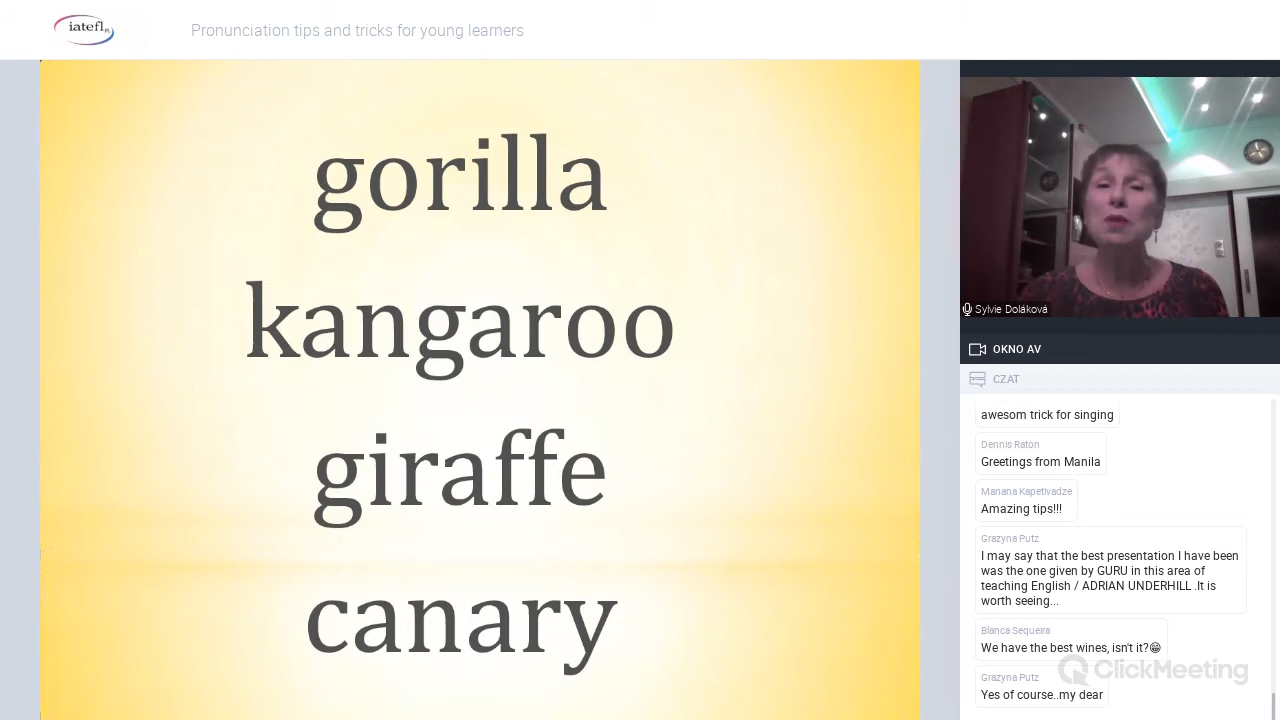 iatefl PL
Pronunciation tips and tricks for young learners
gorilla
kangaroo
giraffe
canary
Sylvie Doláková
OKNO AV
CZAT
awesom trick for singing
Dennis Raton
Greetings from Manila
Manana Kapetivadze
Amazing tips!!!
Grazyna Putz
I may say that the best presentation I have been
was the one given by GURU in this area of
teaching English / ADRIAN UNDERHILL .It is
worth seeing...
Blanca Sequeira
We have the best wines, isn't it?😁
Grazyna Putz
Yes of course..my dear
ClickMeeting